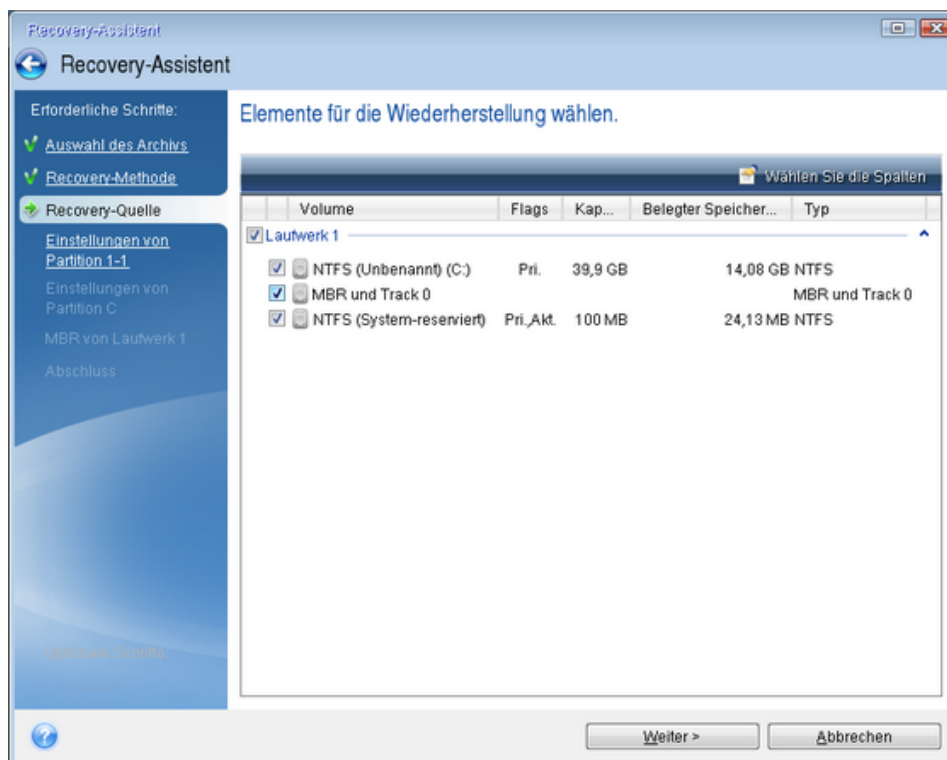 Recovery-Assistent
Recovery-Assistent
Erforderliche Schritte:
Auswahl des Archivs
Recovery-Methode
Recovery-Quelle
Einstellungen von
Partition 1-1
Einstellungen von
Partition C
MBR von Laufwerk 1
Abschluss
Optionale Schritte:
Elemente für die Wiederherstellung wählen.
Wählen Sie die Spalten
Volume Flags Kap... Belegter Speicher... Typ
Laufwerk 1
NTFS (Unbenannt) (C:) Pri. 39,9 GB 14,08 GB NTFS
MBR und Track 0 MBR und Track 0
NTFS (System-reserviert) Pri.,Akt. 100 MB 24,13 MB NTFS
Weiter >
Abbrechen